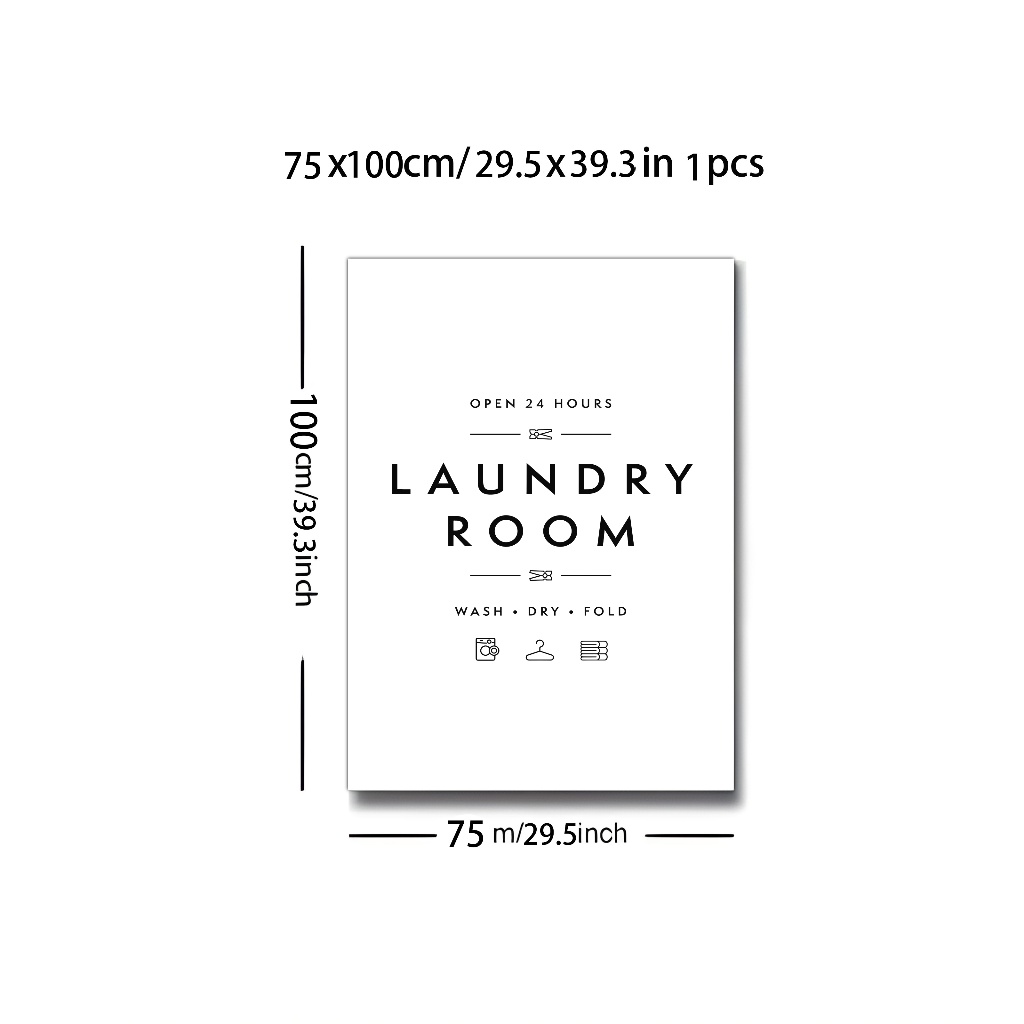 75x100cm/ 29.5x39.3in 1pcs
100cm/39.3inch
OPEN 24 HOURS
LAUNDRY
ROOM
WASH • DRY • FOLD
75 m/29.5inch